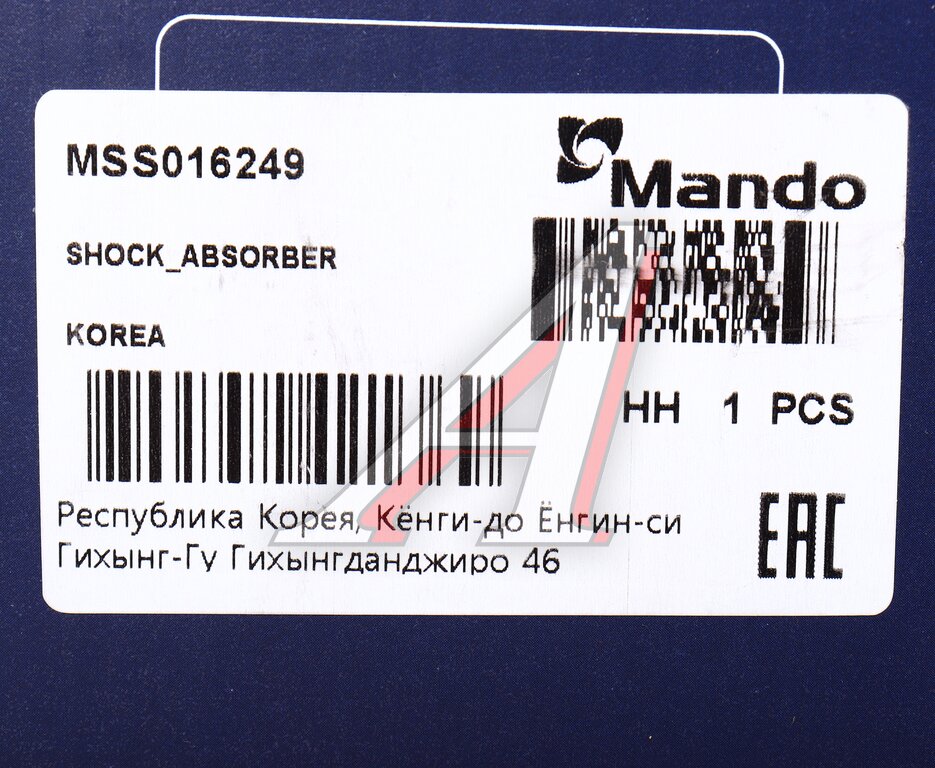 MSS016249
Mando
SHOCK_ABSORBER
KOREA
HH 1 PCS
Республика Корея, Кёнги-до Ёнгин-си
Гихынг-Гу Гихынгданджиро 46
EAC